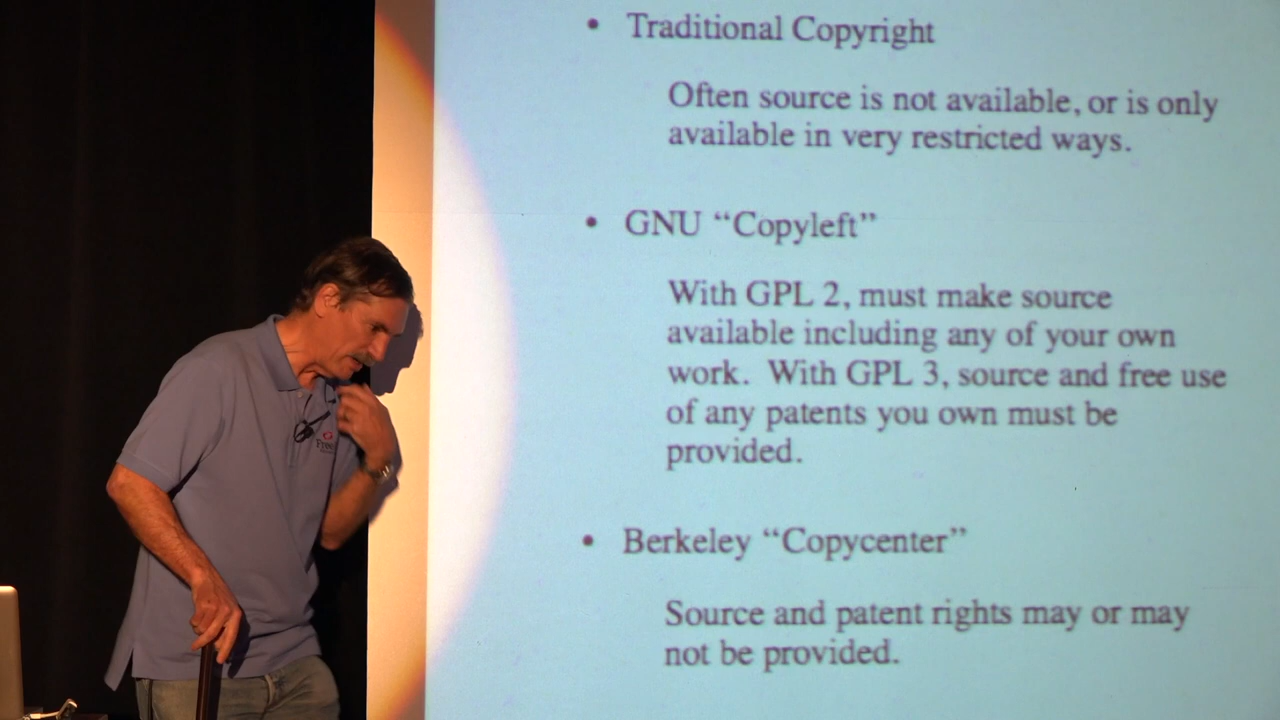 • Traditional Copyright
Often source is not available, or is only
available in very restricted ways.
• GNU “Copyleft”
With GPL 2, must make source
available including any of your own
work. With GPL 3, source and free use
of any patents you own must be
provided.
• Berkeley “Copycenter”
Source and patent rights may or may
not be provided.